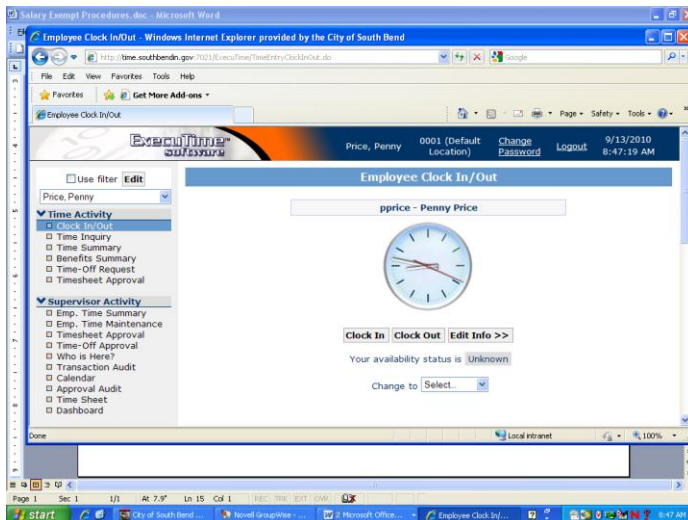 Salary Exempt Procedures.doc - Microsoft Word
Employee Clock In/Out - Windows Internet Explorer provided by the City of South Bend
http://time.southbendin.gov:7021/ExecuTime/TimeEntryClockInOut.do
Google
File Edit View Favorites Tools Help
Favorites Get More Add-ons
Employee Clock In/Out
Page Safety Tools
ExecuTime
SOFTWARE
Price, Penny
0001 (Default Location)
Change Password
Logout
9/13/2010
8:47:19 AM
Use filter Edit
Price, Penny
Time Activity
Clock In/Out
Time Inquiry
Time Summary
Benefits Summary
Time-Off Request
Timesheet Approval
Supervisor Activity
Emp. Time Summary
Emp. Time Maintenance
Timesheet Approval
Time-Off Approval
Who is Here?
Transaction Audit
Calendar
Approval Audit
Time Sheet
Dashboard
Employee Clock In/Out
pprice - Penny Price
Clock In Clock Out Edit Info >>
Your availability status is Unknown
Change to Select...
Done
Local intranet
100%
Page 1 Sec 1 1/1 At 7.9" Ln 15 Col 1 REC TRK EXT OVR
start
City of South Bend ...
Novell GroupWise - ...
2 Microsoft Office...
Employee Clock In/...
8:47 AM